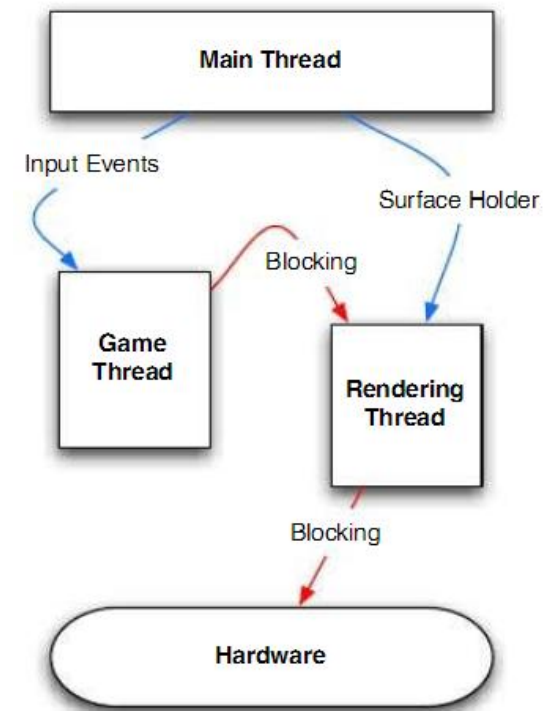 Main Thread
Input Events
Surface Holder
Blocking
Game
Thread
Rendering
Thread
Blocking
Hardware